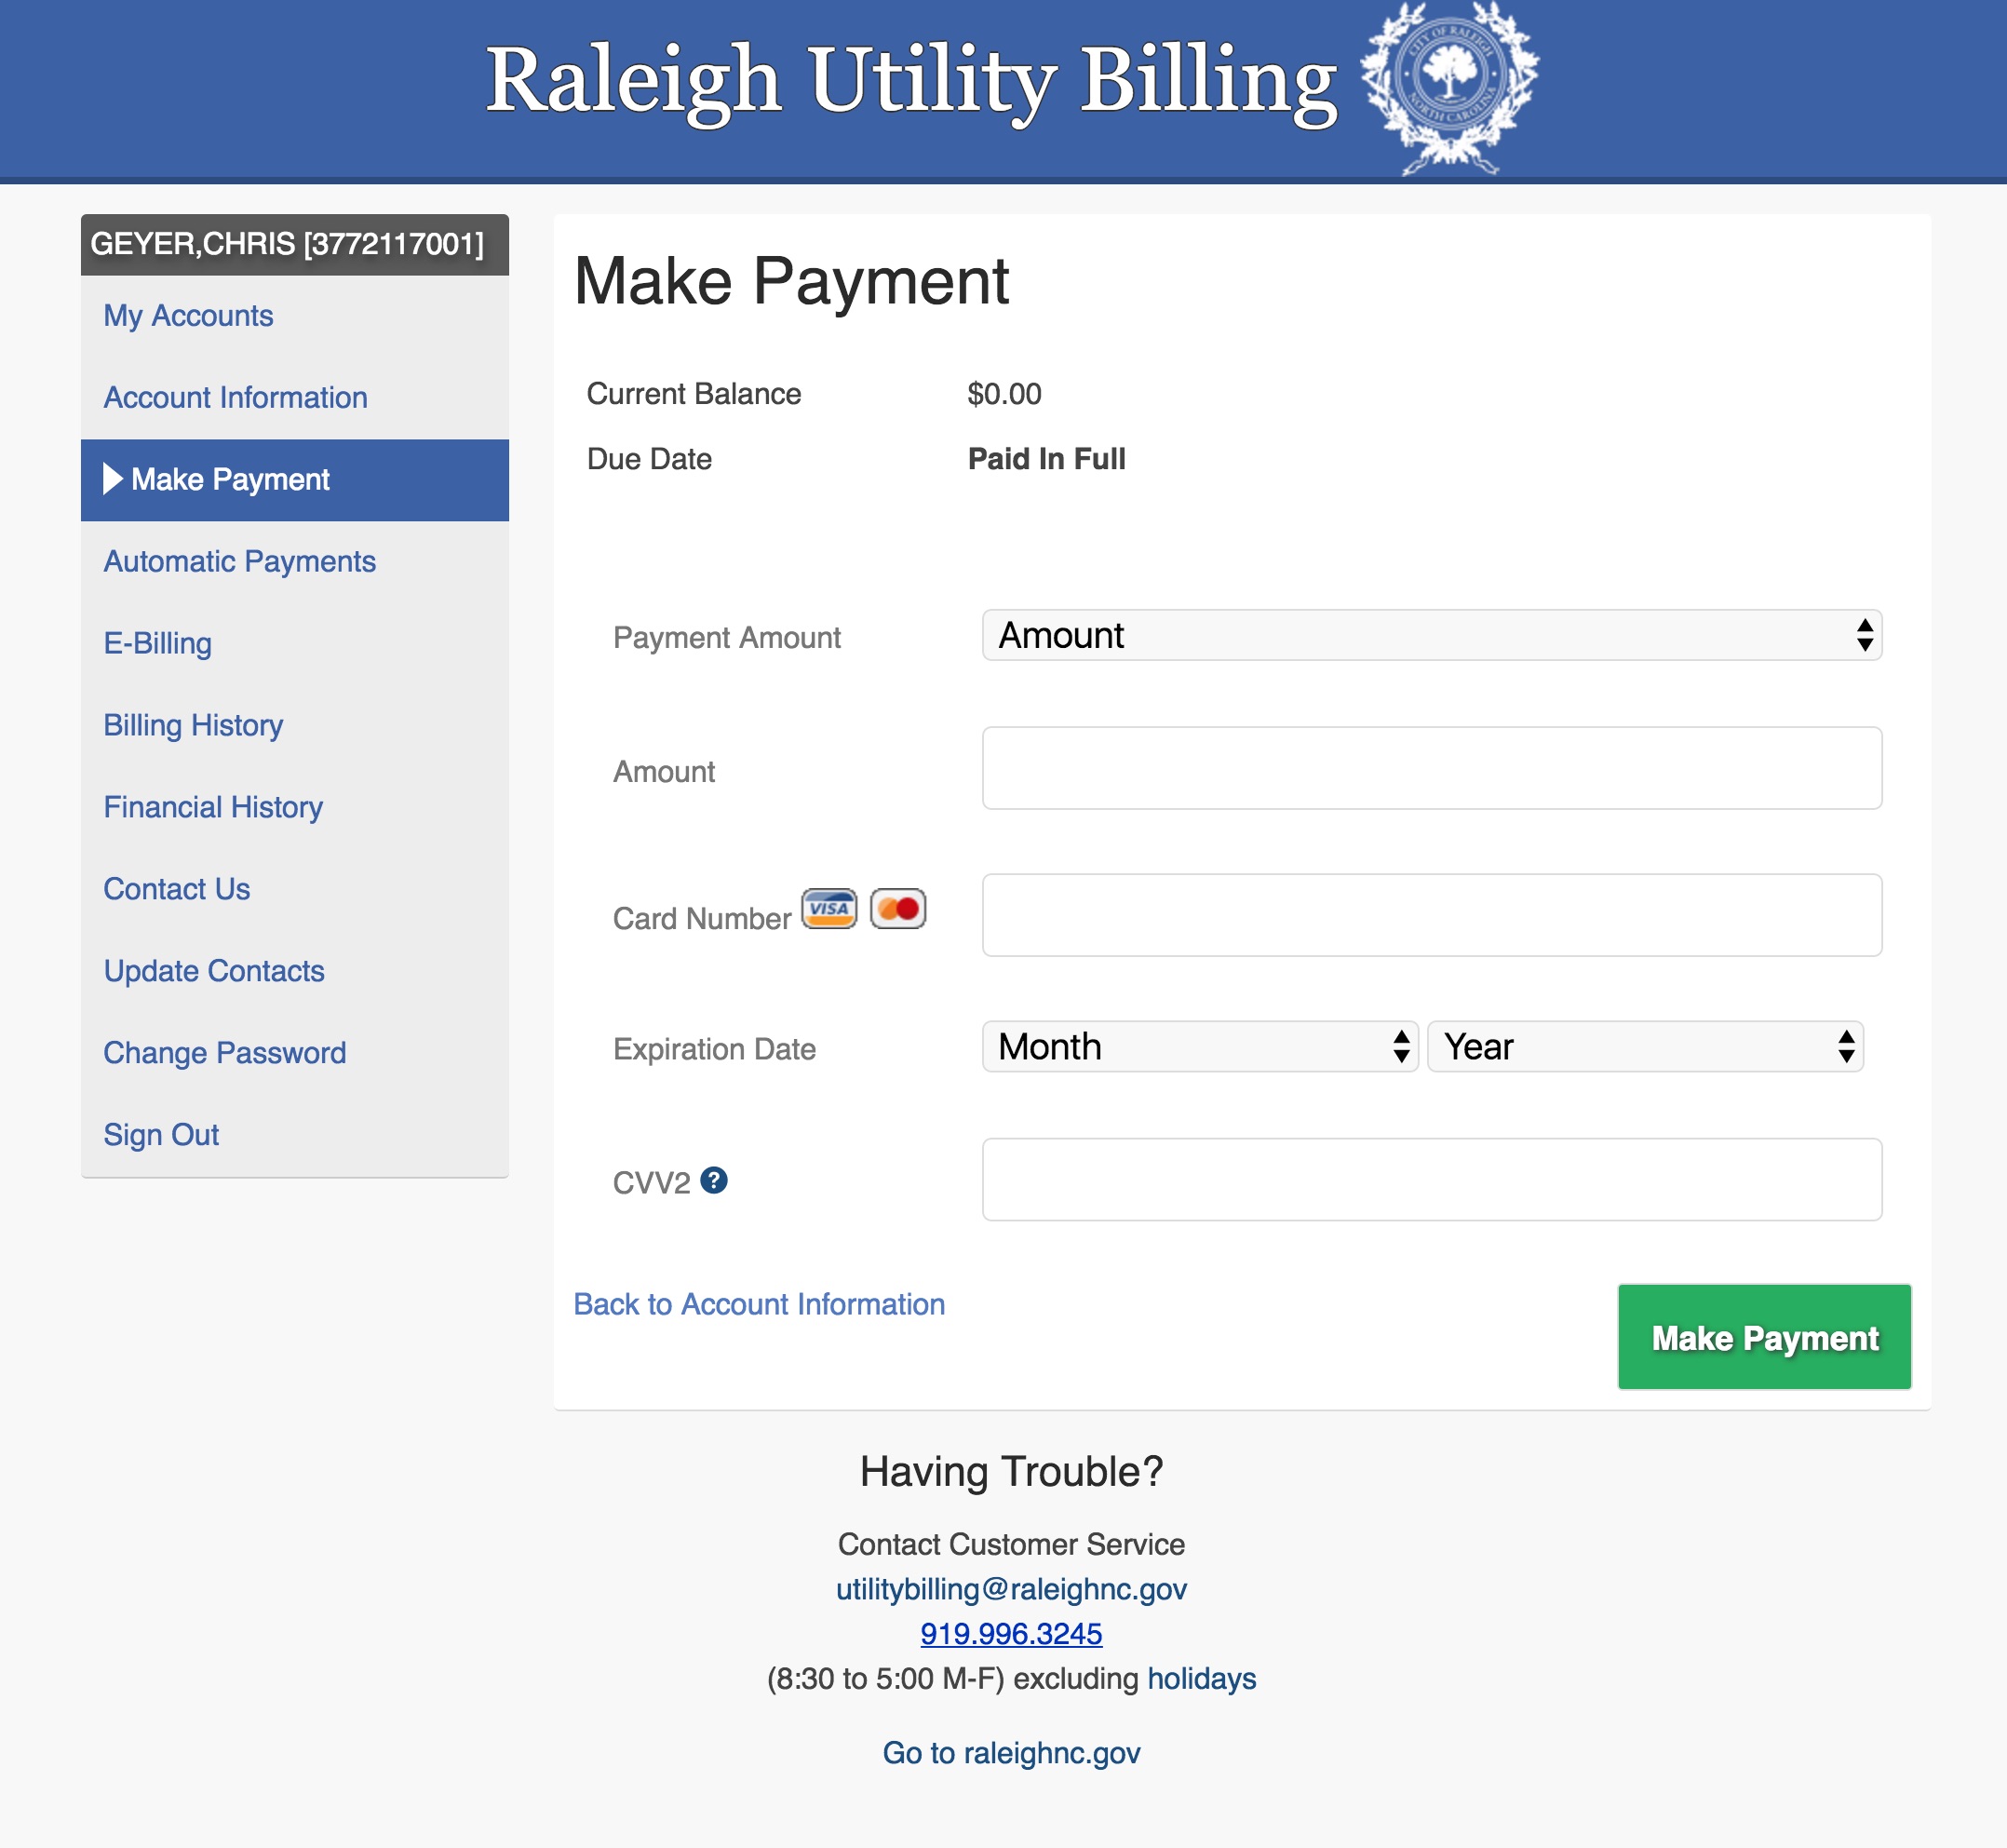 Raleigh Utility Billing
CITY OF RALEIGH
NORTH CAROLINA
GEYER,CHRIS [3772117001]
My Accounts
Account Information
Make Payment
Automatic Payments
E-Billing
Billing History
Financial History
Contact Us
Update Contacts
Change Password
Sign Out
Make Payment
Current Balance $0.00
Due Date Paid In Full
Payment Amount Amount
Amount
Card Number VISA
Expiration Date Month Year
CVV2 ?
Back to Account Information
Make Payment
Having Trouble?
Contact Customer Service
utilitybilling@raleighnc.gov
919.996.3245
(8:30 to 5:00 M-F) excluding holidays
Go to raleighnc.gov